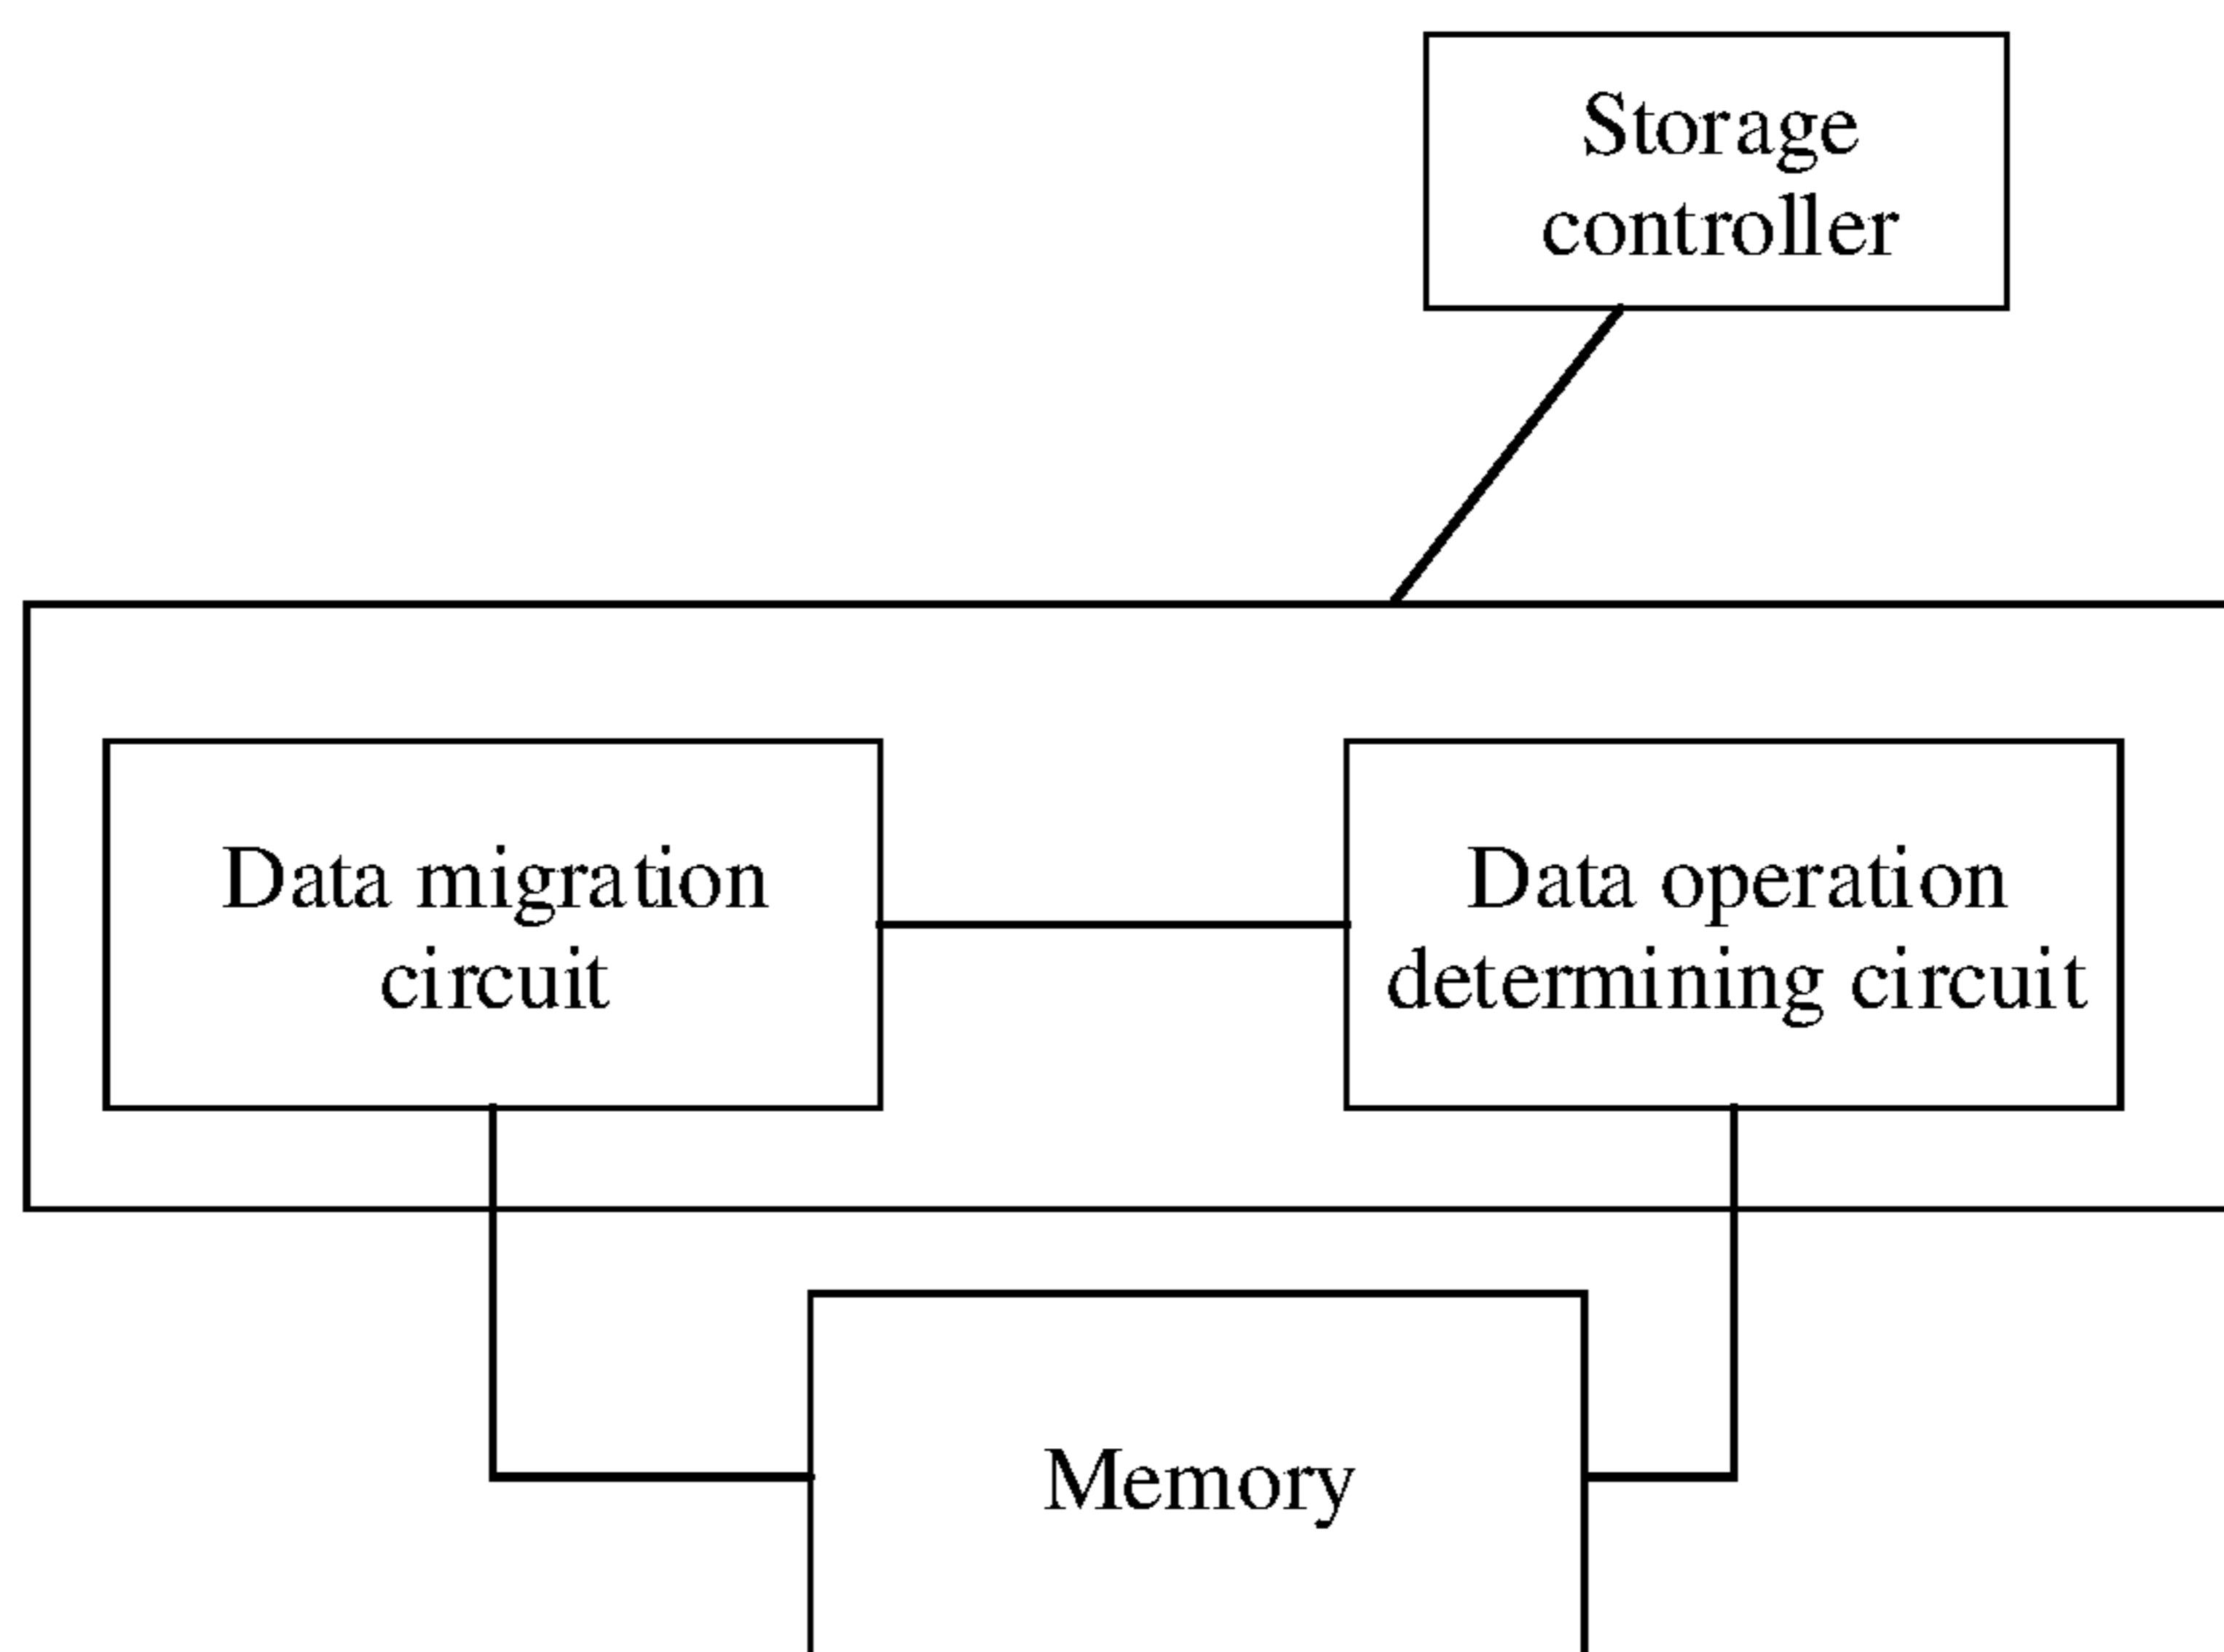 Storage
controller
Data migration
circuit
Data operation
determining circuit
Memory